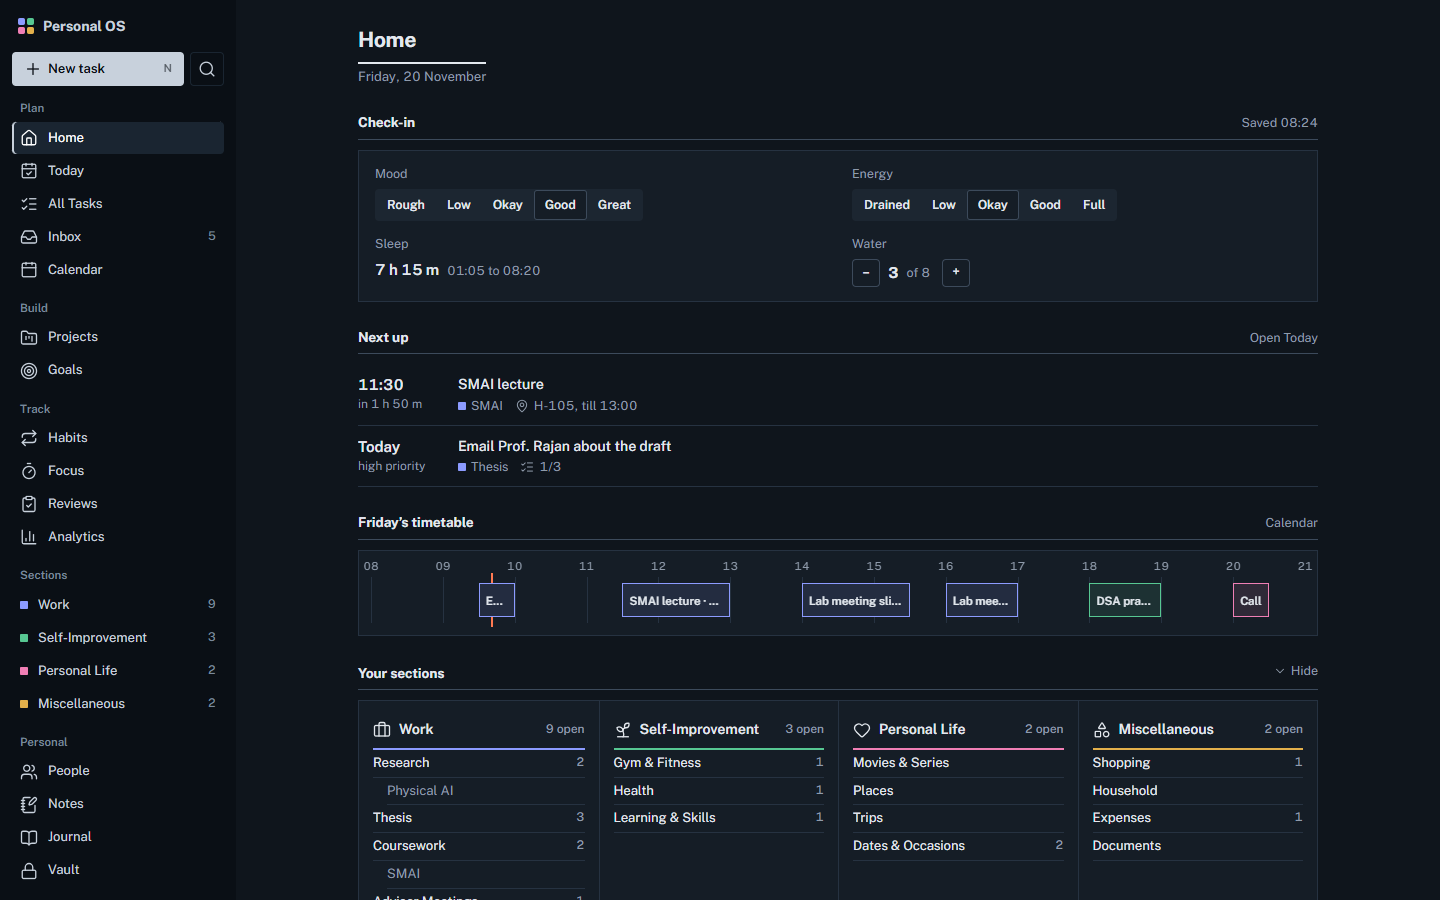 Personal OS
New task N
Plan
Home
Today
All Tasks
Inbox 5
Calendar
Build
Projects
Goals
Track
Habits
Focus
Reviews
Analytics
Sections
Work 9
Self-Improvement 3
Personal Life 2
Miscellaneous 2
Personal
People
Notes
Journal
Vault
Home
Friday, 20 November
Check-in Saved 08:24
Mood
Rough Low Okay Good Great
Energy
Drained Low Okay Good Full
Sleep
7 h 15 m 01:05 to 08:20
Water
− 3 of 8 +
Next up Open Today
11:30 SMAI lecture
in 1 h 50 m SMAI H-105, till 13:00
Today Email Prof. Rajan about the draft
high priority Thesis 1/3
Friday’s timetable Calendar
08 09 10 11 12 13 14 15 16 17 18 19 20 21
E... SMAI lecture · ... Lab meeting sli... Lab mee... DSA pra... Call
Your sections Hide
Work 9 open
Research 2
Physical AI
Thesis 3
Coursework 2
SMAI
Self-Improvement 3 open
Gym & Fitness 1
Health 1
Learning & Skills 1
Personal Life 2 open
Movies & Series
Places
Trips
Dates & Occasions 2
Miscellaneous 2 open
Shopping 1
Household
Expenses 1
Documents